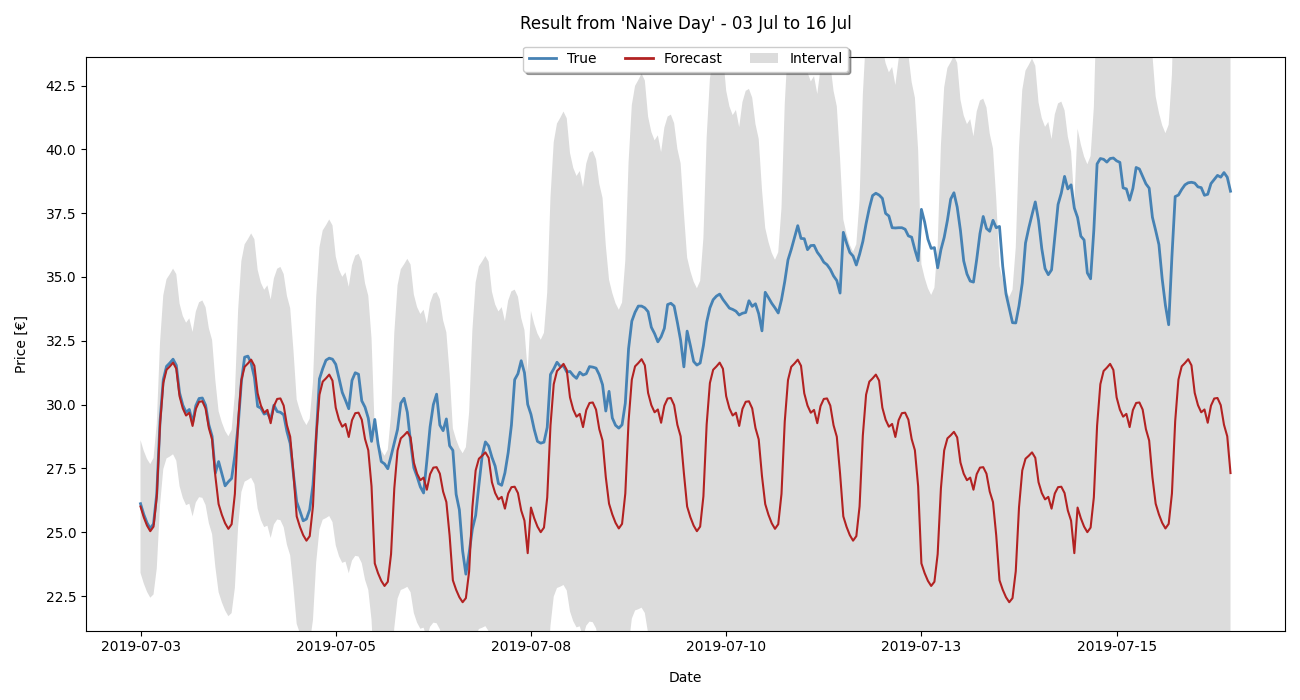 Result from 'Naive Day' - 03 Jul to 16 Jul
True Forecast Interval
42.5
40.0
37.5
35.0
32.5
30.0
27.5
25.0
22.5
Price [€]
2019-07-03 2019-07-05 2019-07-08 2019-07-10 2019-07-13 2019-07-15
Date